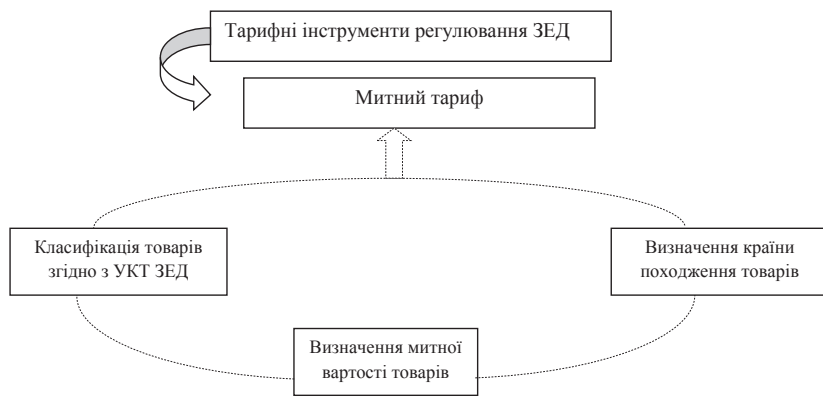 Тарифні інструменти регулювання ЗЕД
Митний тариф
Класифікація товарів
згідно з УКТ ЗЕД
Визначення країни
походження товарів
Визначення митної
вартості товарів